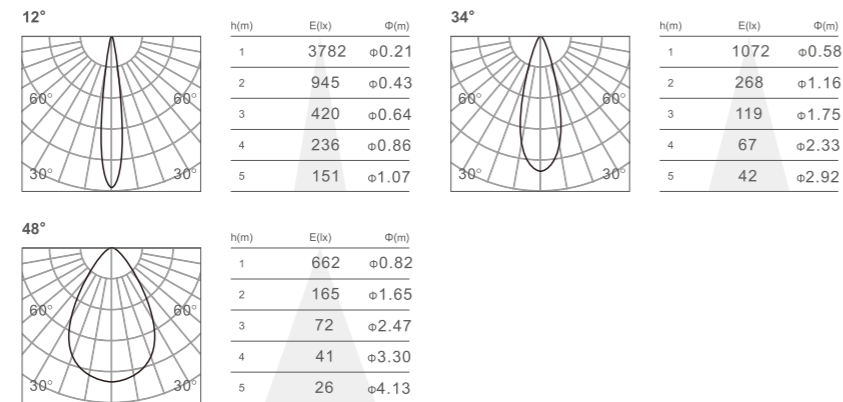 12°
60° 60°
30° 30°
h(m) E(lx) Φ(m)
1 3782 Φ0.21
2 945 Φ0.43
3 420 Φ0.64
4 236 Φ0.86
5 151 Φ1.07
34°
60° 60°
30° 30°
h(m) E(lx) Φ(m)
1 1072 Φ0.58
2 268 Φ1.16
3 119 Φ1.75
4 67 Φ2.33
5 42 Φ2.92
48°
60° 60°
30° 30°
h(m) E(lx) Φ(m)
1 662 Φ0.82
2 165 Φ1.65
3 72 Φ2.47
4 41 Φ3.30
5 26 Φ4.13